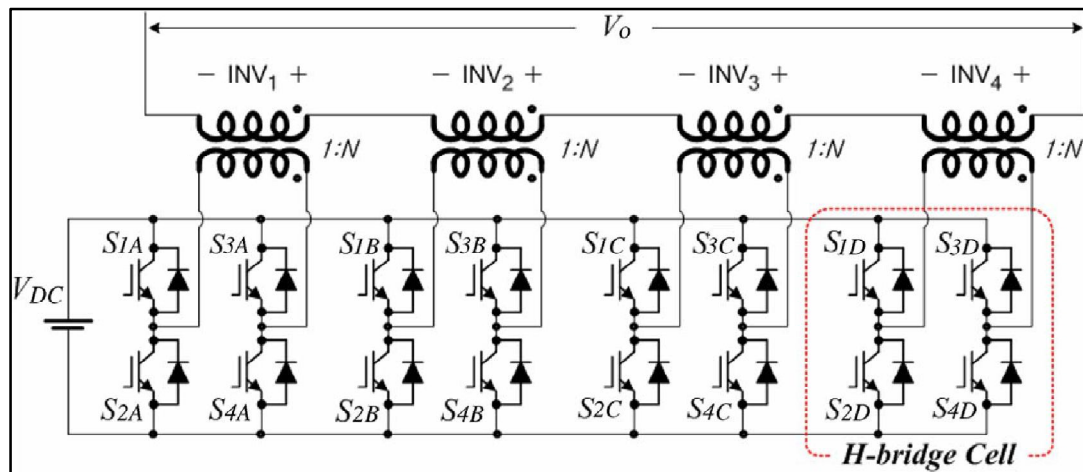 Vo
− INV1 + − INV2 + − INV3 + − INV4 +
1:N 1:N 1:N 1:N
S1A S3A S1B S3B S1C S3C S1D S3D
VDC
S2A S4A S2B S4B S2C S4C S2D S4D
H-bridge Cell